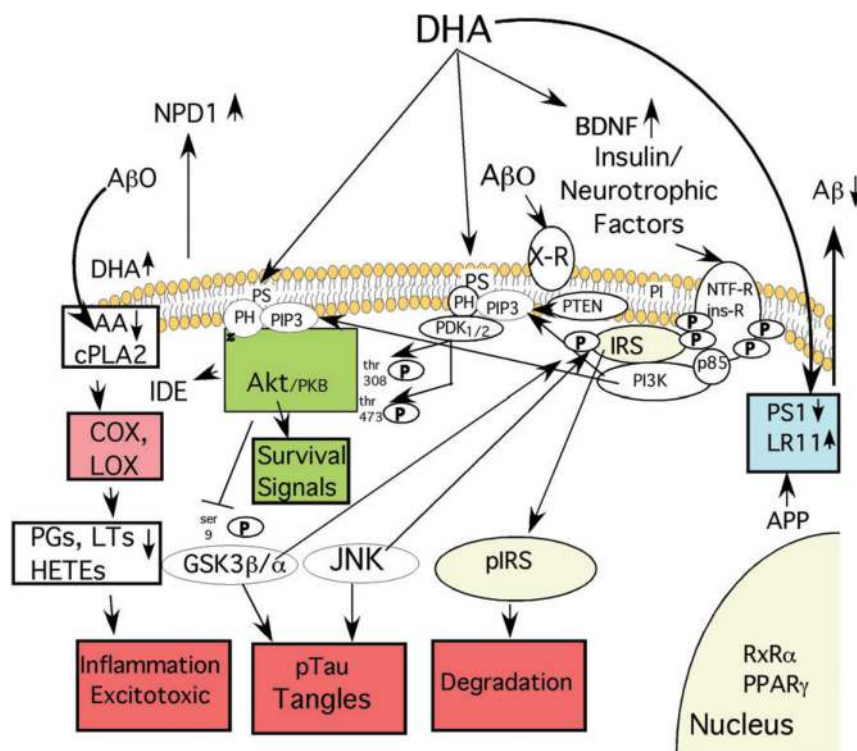 DHA
NPD1
BDNF
Insulin/
Neurotrophic
Factors
AβO
AβO
Aβ
DHA
X-R
PS
PS
PI
NTF-R
ins-R
PH
PIP3
PH
PIP3
PTEN
AA
cPLA2
PDK1/2
P
IRS
P
P
P
P
p85
PI3K
IDE
Akt/PKB
thr
308
P
thr
473
P
PS1
LR11
COX,
LOX
Survival
Signals
APP
ser
9
P
PGs, LTs
HETEs
GSK3β/α
JNK
pIRS
Inflammation
Excitotoxic
pTau
Tangles
Degradation
RxRα
PPARγ
Nucleus